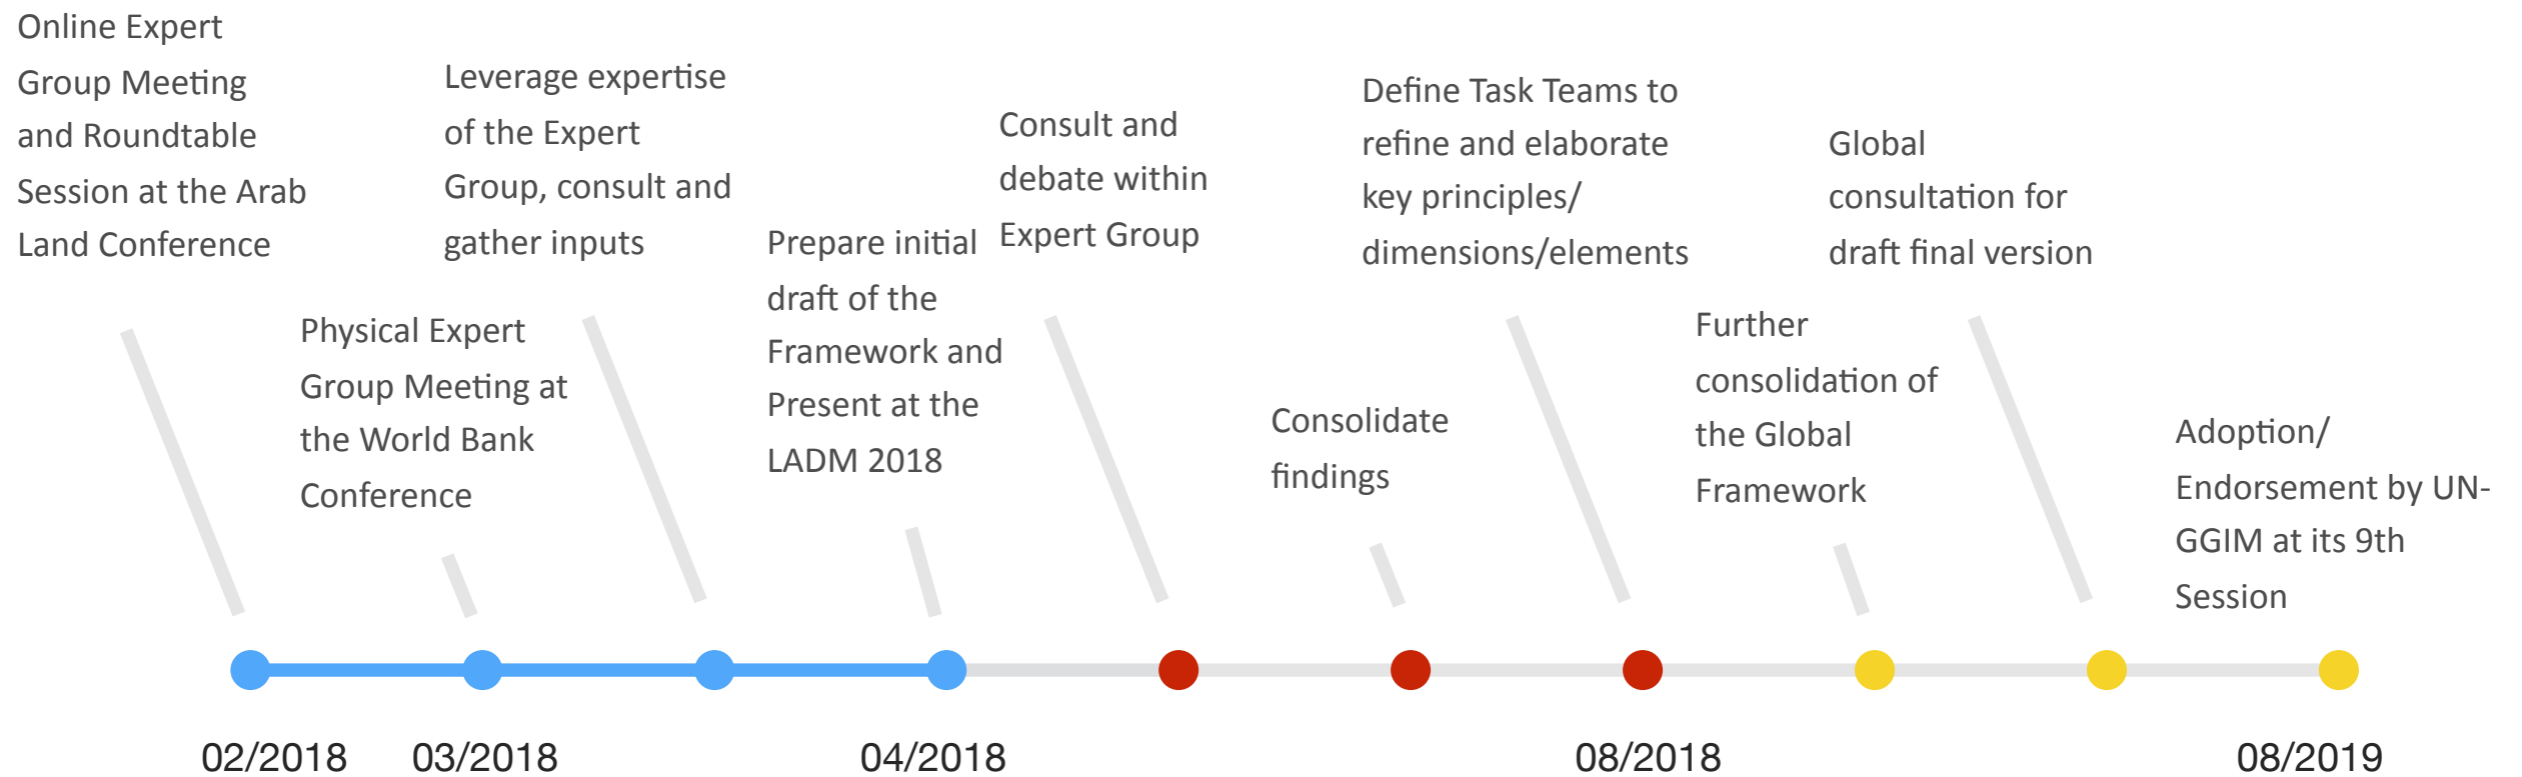 Online Expert
Group Meeting
and Roundtable
Session at the Arab
Land Conference
Physical Expert
Group Meeting at
the World Bank
Conference
Leverage expertise
of the Expert
Group, consult and
gather inputs
Prepare initial
draft of the
Framework and
Present at the
LADM 2018
Consult and
debate within
Expert Group
Consolidate
findings
Define Task Teams to
refine and elaborate
key principles/
dimensions/elements
Further
consolidation of
the Global
Framework
Global
consultation for
draft final version
Adoption/
Endorsement by UN-
GGIM at its 9th
Session
02/2018
03/2018
04/2018
08/2018
08/2019